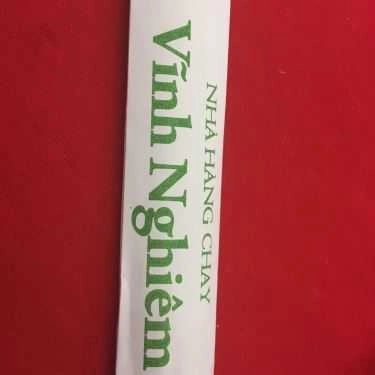 NHÀ HÀNG CHAY
Vĩnh Nghiêm